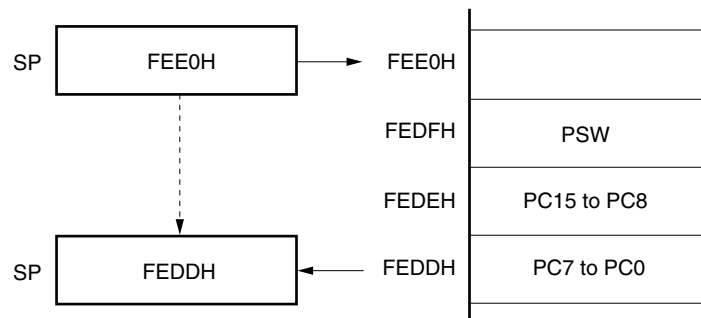 SP FEE0H FEE0H
FEDFH PSW
FEDEH PC15 to PC8
SP FEDDH FEDDH PC7 to PC0